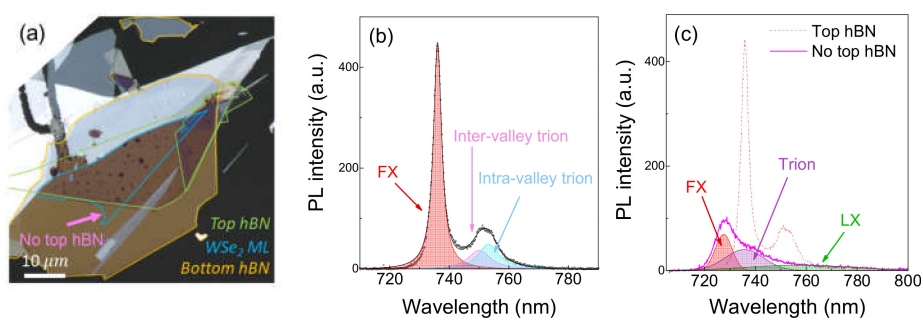 (a)
No top hBN
10 μm
Top hBN
WSe₂ ML
Bottom hBN
(b)
PL intensity (a.u.)
400
200
0
FX
Inter-valley trion
Intra-valley trion
720 740 760 780
Wavelength (nm)
(c)
Top hBN
No top hBN
PL intensity (a.u.)
400
200
0
FX
Trion
LX
720 740 760 780 800
Wavelength (nm)